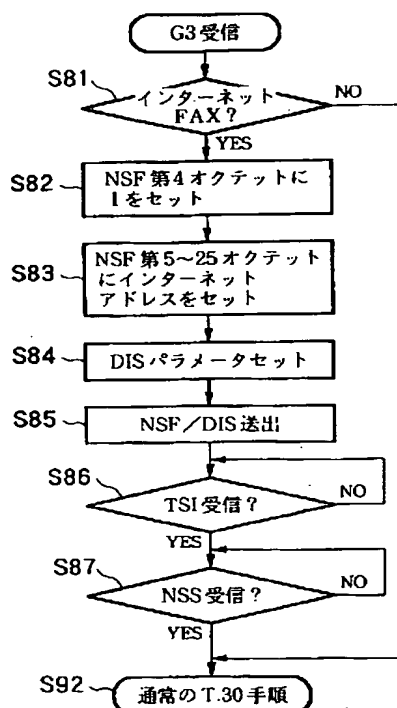 G3受信
S81
インターネット
FAX?
NO
YES
S82
NSF第4オクテットに
1をセット
S83
NSF第5~25オクテット
にインターネット
アドレスをセット
S84
DISパラメータセット
S85
NSF/DIS送出
S86
TSI受信?
NO
YES
S87
NSS受信?
NO
YES
S92
通常のT.30手順